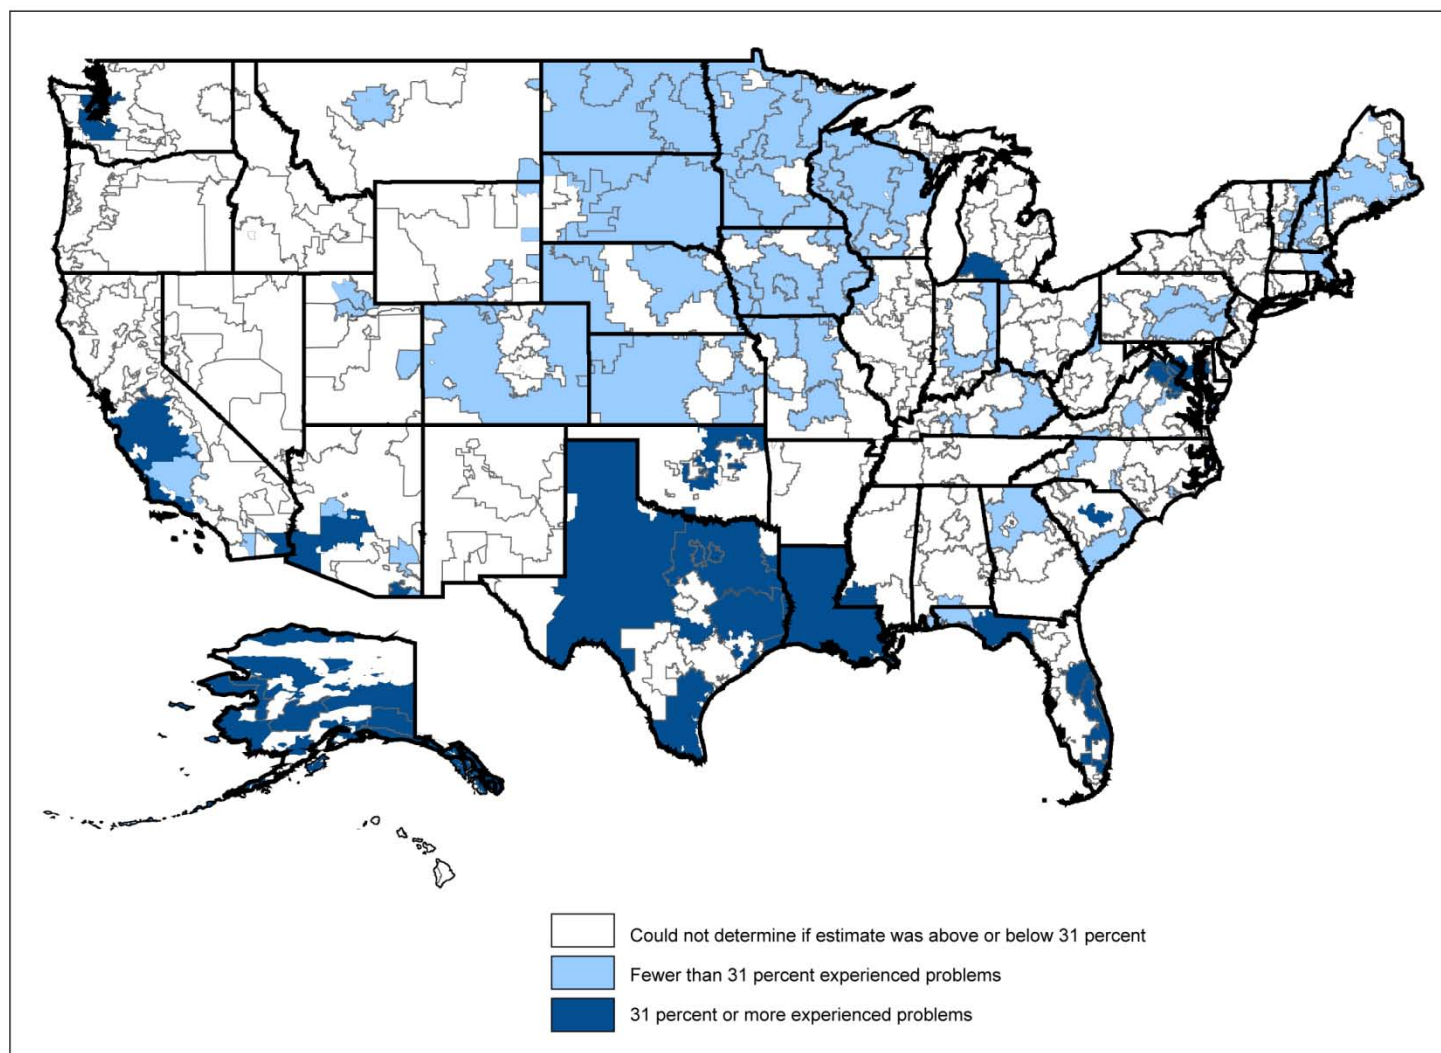 Could not determine if estimate was above or below 31 percent
Fewer than 31 percent experienced problems
31 percent or more experienced problems